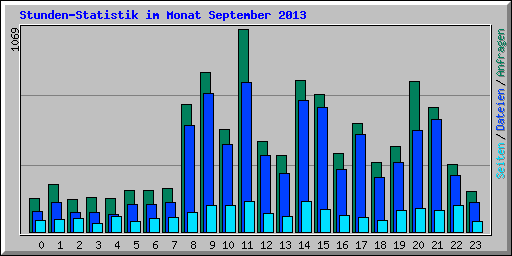 Stunden-Statistik im Monat September 2013
1069
Seiten / Dateien / Anfragen
0 1 2 3 4 5 6 7 8 9 10 11 12 13 14 15 16 17 18 19 20 21 22 23